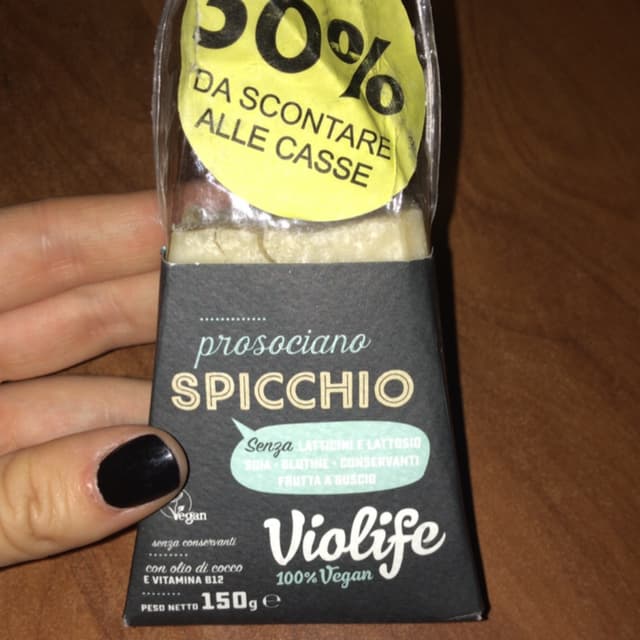 50%
DA SCONTARE
ALLE CASSE
prosociano
SPICCHIO
Senza LATTICINI E LATTOSIO
SOIA - GLUTINE - CONSERVANTI
FRUTTA A GUSCIO
Vegan
senza conservanti
con olio di cocco
E VITAMINA B12
Violife
100% Vegan
PESO NETTO 150g e